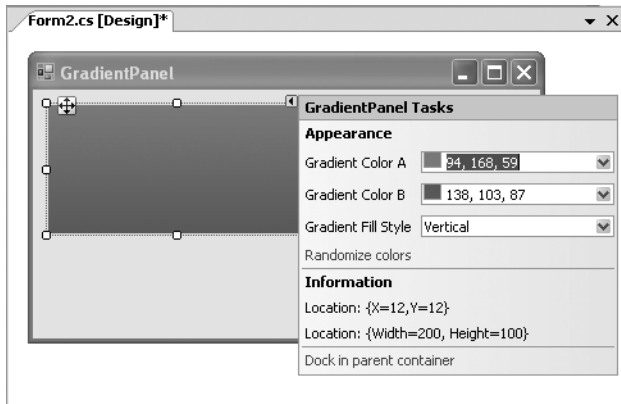 Form2.cs [Design]*
GradientPanel
GradientPanel Tasks
Appearance
Gradient Color A 94, 168, 59
Gradient Color B 138, 103, 87
Gradient Fill Style Vertical
Randomize colors
Information
Location: {X=12,Y=12}
Location: {Width=200, Height=100}
Dock in parent container